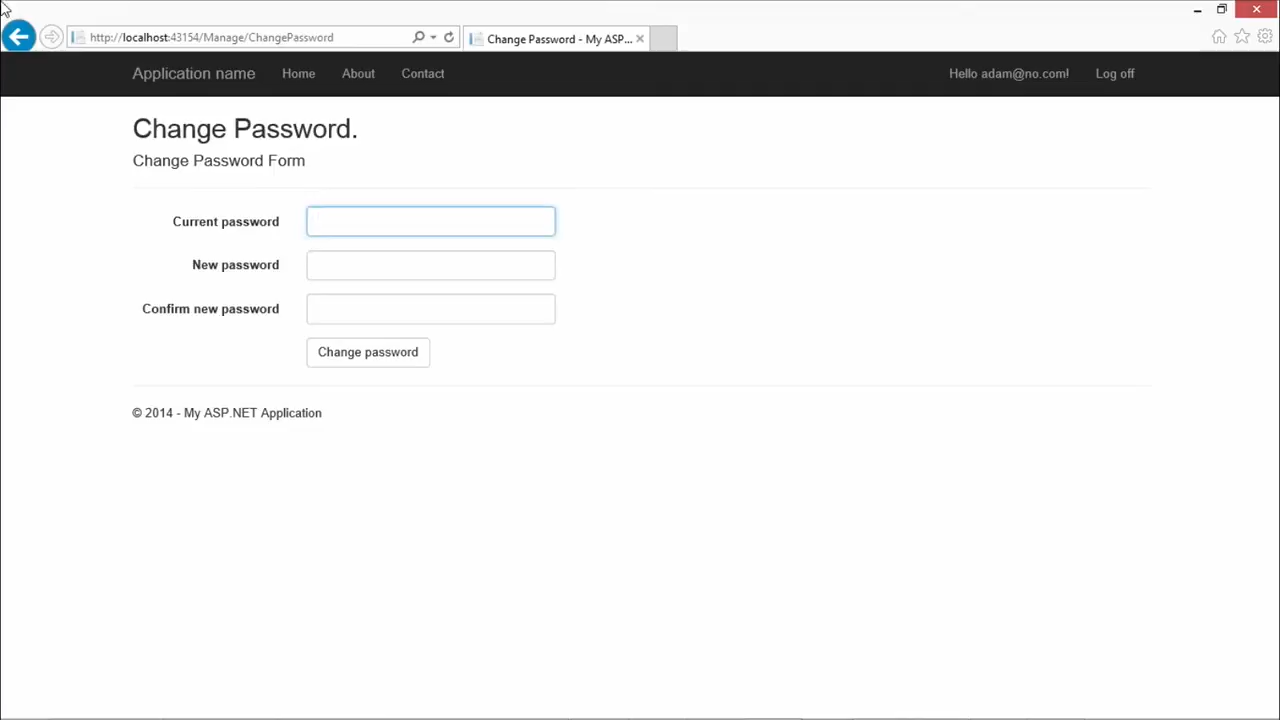 http://localhost:43154/Manage/ChangePassword
Change Password - My ASP...
Application name Home About Contact Hello adam@no.com! Log off
Change Password.
Change Password Form
Current password
New password
Confirm new password
Change password
© 2014 - My ASP.NET Application